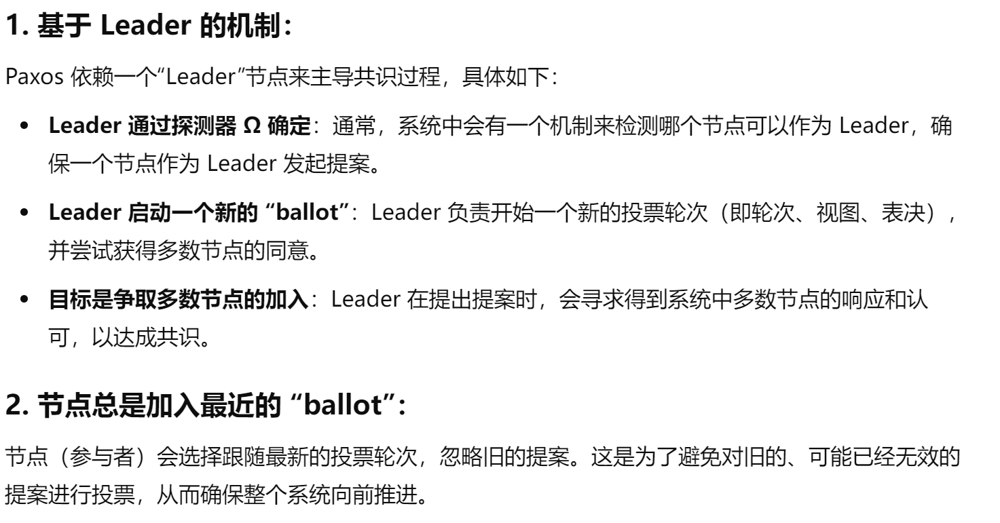 1. 基于 Leader 的机制：
Paxos 依赖一个“Leader”节点来主导共识过程，具体如下：
• Leader 通过探测器 Ω 确定：通常，系统中会有一个机制来检测哪个节点可以作为 Leader，确
保一个节点作为 Leader 发起提案。
• Leader 启动一个新的 “ballot”：Leader 负责开始一个新的投票轮次（即轮次、视图、表决），
并尝试获得多数节点的同意。
• 目标是争取多数节点的加入：Leader 在提出提案时，会寻求得到系统中多数节点的响应和认
可，以达成共识。
2. 节点总是加入最近的 “ballot”：
节点（参与者）会选择跟随最新的投票轮次，忽略旧的提案。这是为了避免对旧的、可能已经无效的
提案进行投票，从而确保整个系统向前推进。